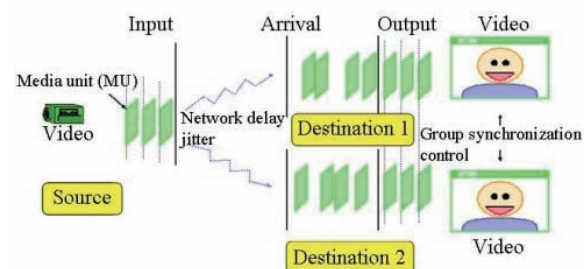 Input
Arrival
Output
Video
Media unit (MU)
Video
Network delay
jitter
Destination 1
Group synchronization
control
Source
Destination 2
Video